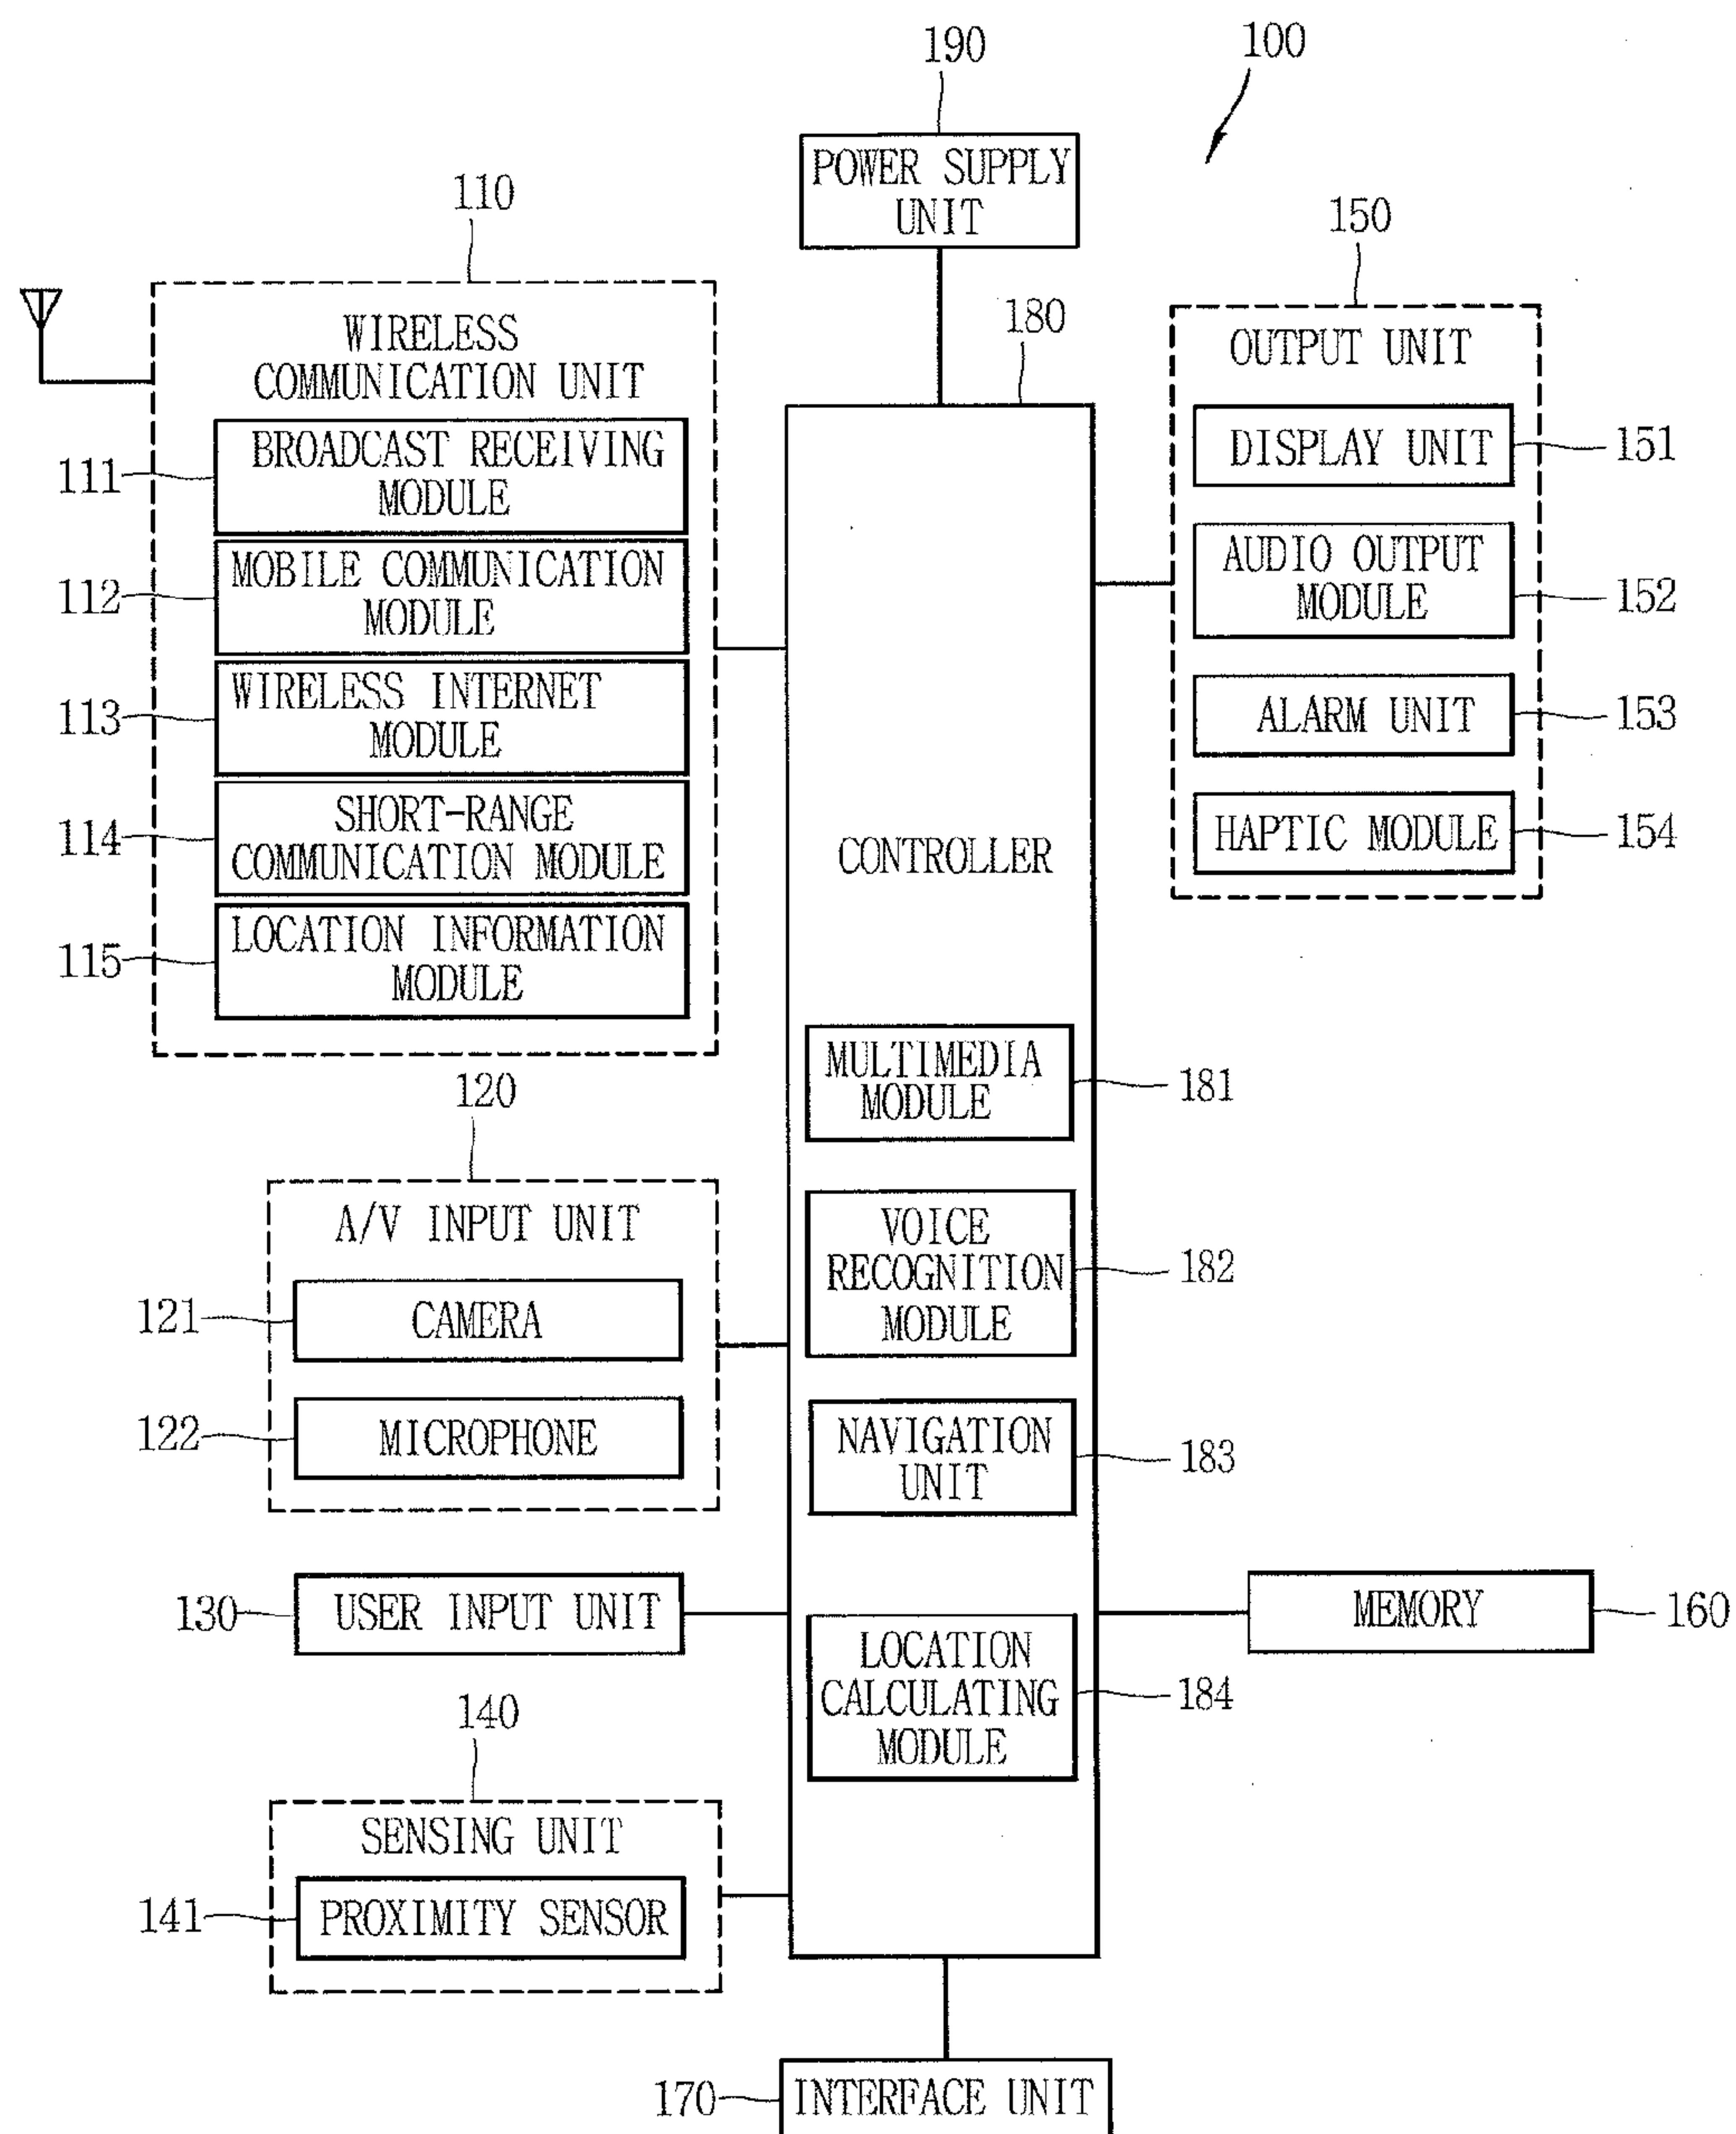 190
100
POWER SUPPLY
UNIT
110
WIRELESS
COMMUNICATION UNIT
111
BROADCAST RECEIVING
MODULE
112
MOBILE COMMUNICATION
MODULE
113
WIRELESS INTERNET
MODULE
114
SHORT-RANGE
COMMUNICATION MODULE
115
LOCATION INFORMATION
MODULE
120
A/V INPUT UNIT
121
CAMERA
122
MICROPHONE
130
USER INPUT UNIT
140
SENSING UNIT
141
PROXIMITY SENSOR
180
CONTROLLER
MULTIMEDIA
MODULE
181
VOICE
RECOGNITION
MODULE
182
NAVIGATION
UNIT
183
LOCATION
CALCULATING
MODULE
184
150
OUTPUT UNIT
DISPLAY UNIT
151
AUDIO OUTPUT
MODULE
152
ALARM UNIT
153
HAPTIC MODULE
154
MEMORY
160
170
INTERFACE UNIT